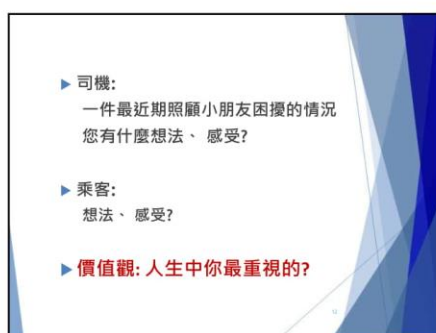 司機:
一件最近期照顧小朋友困擾的情況
您有什麼想法、 感受?
乘客:
想法、 感受?
價值觀: 人生中你最重視的?